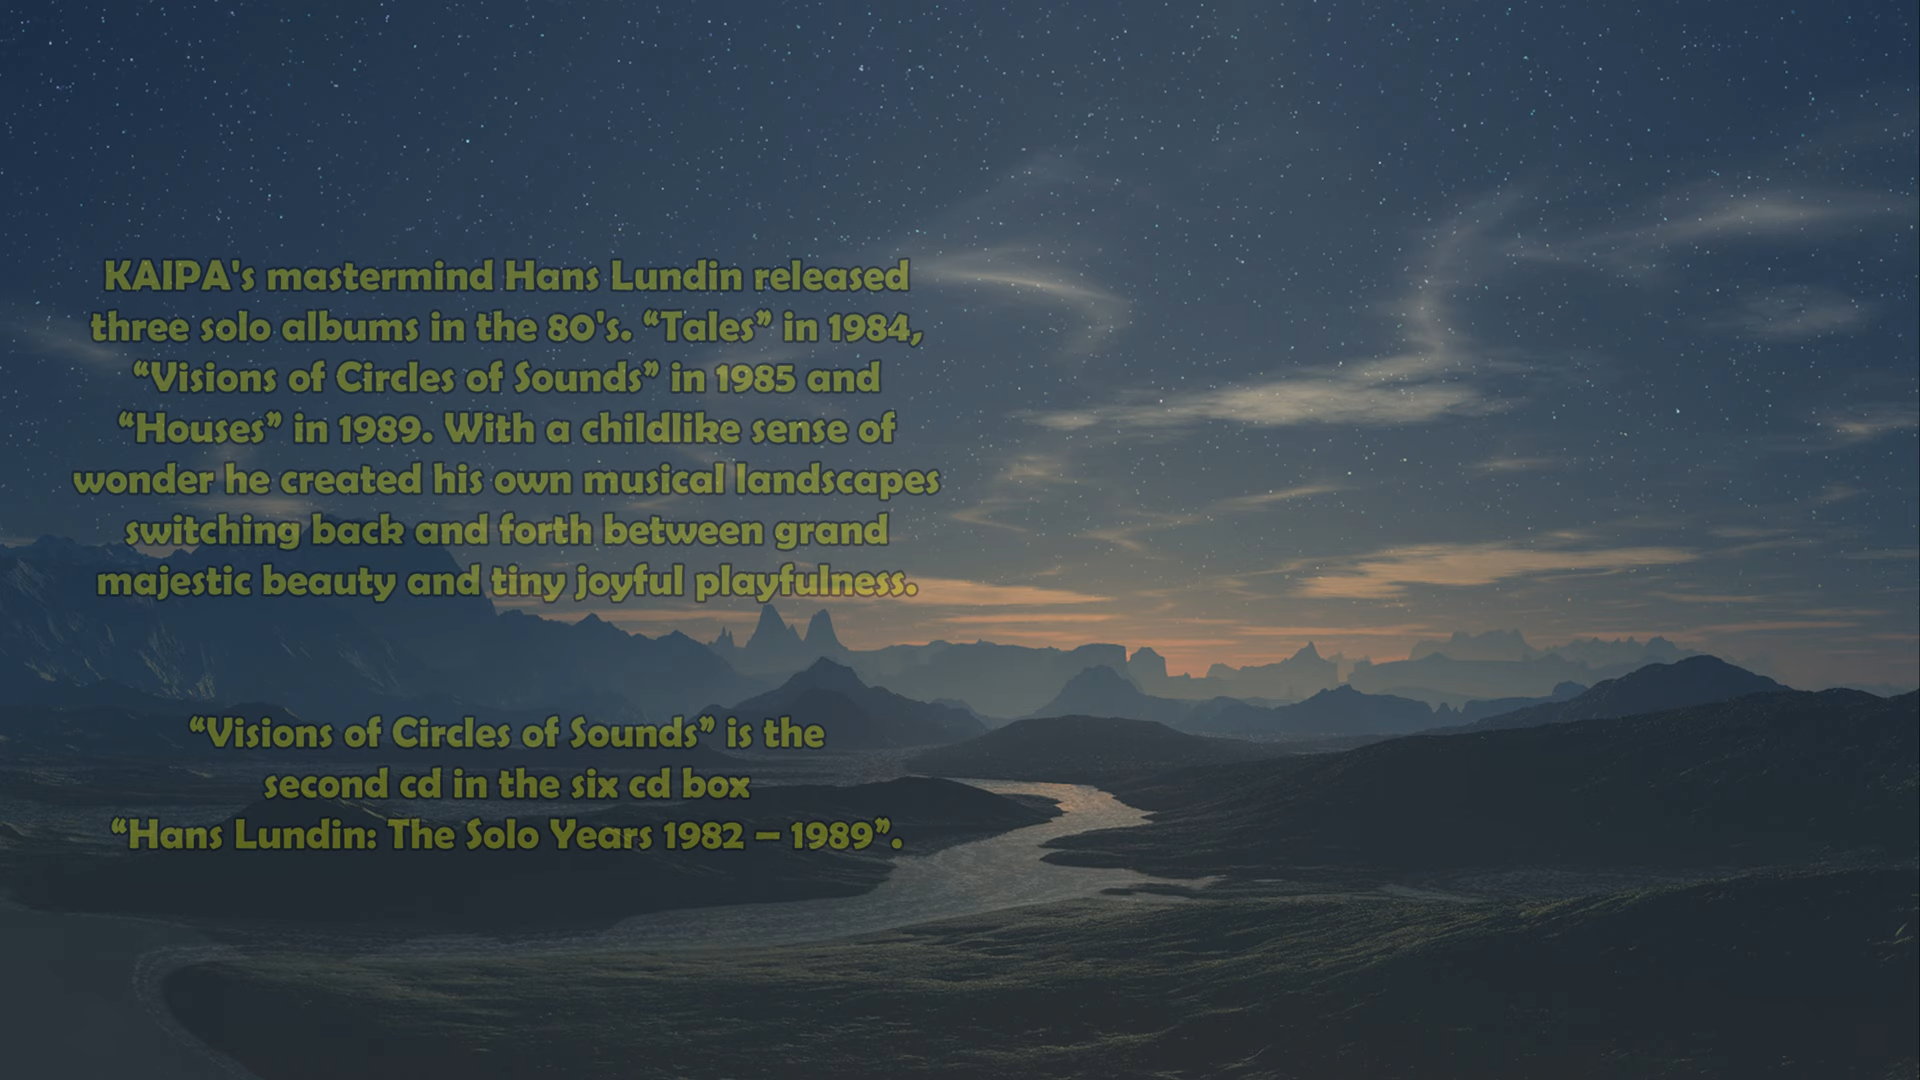 KAIPA's mastermind Hans Lundin released
three solo albums in the 80's. “Tales” in 1984,
“Visions of Circles of Sounds” in 1985 and
“Houses” in 1989. With a childlike sense of
wonder he created his own musical landscapes
switching back and forth between grand
majestic beauty and tiny joyful playfulness.
“Visions of Circles of Sounds” is the
second cd in the six cd box
“Hans Lundin: The Solo Years 1982 – 1989”.